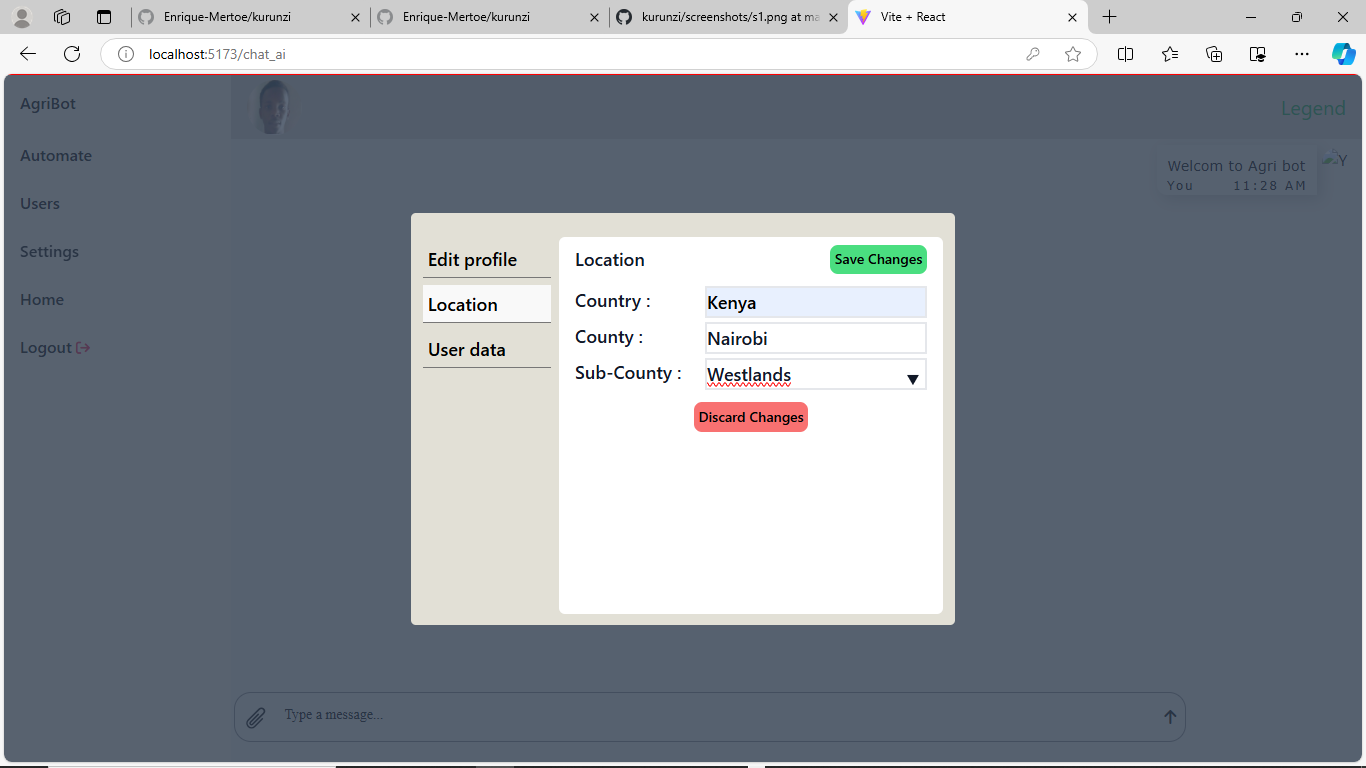 Enrique-Mertoe/kurunzi
Enrique-Mertoe/kurunzi
kurunzi/screenshots/s1.png at ma
Vite + React
localhost:5173/chat_ai
AgriBot
Automate
Users
Settings
Home
Logout
Legend
Welcom to Agri bot
You 11:28 AM
Y
Edit profile
Location
User data
Location
Save Changes
Country :
Kenya
County :
Nairobi
Sub-County :
Westlands
Discard Changes
Type a message...